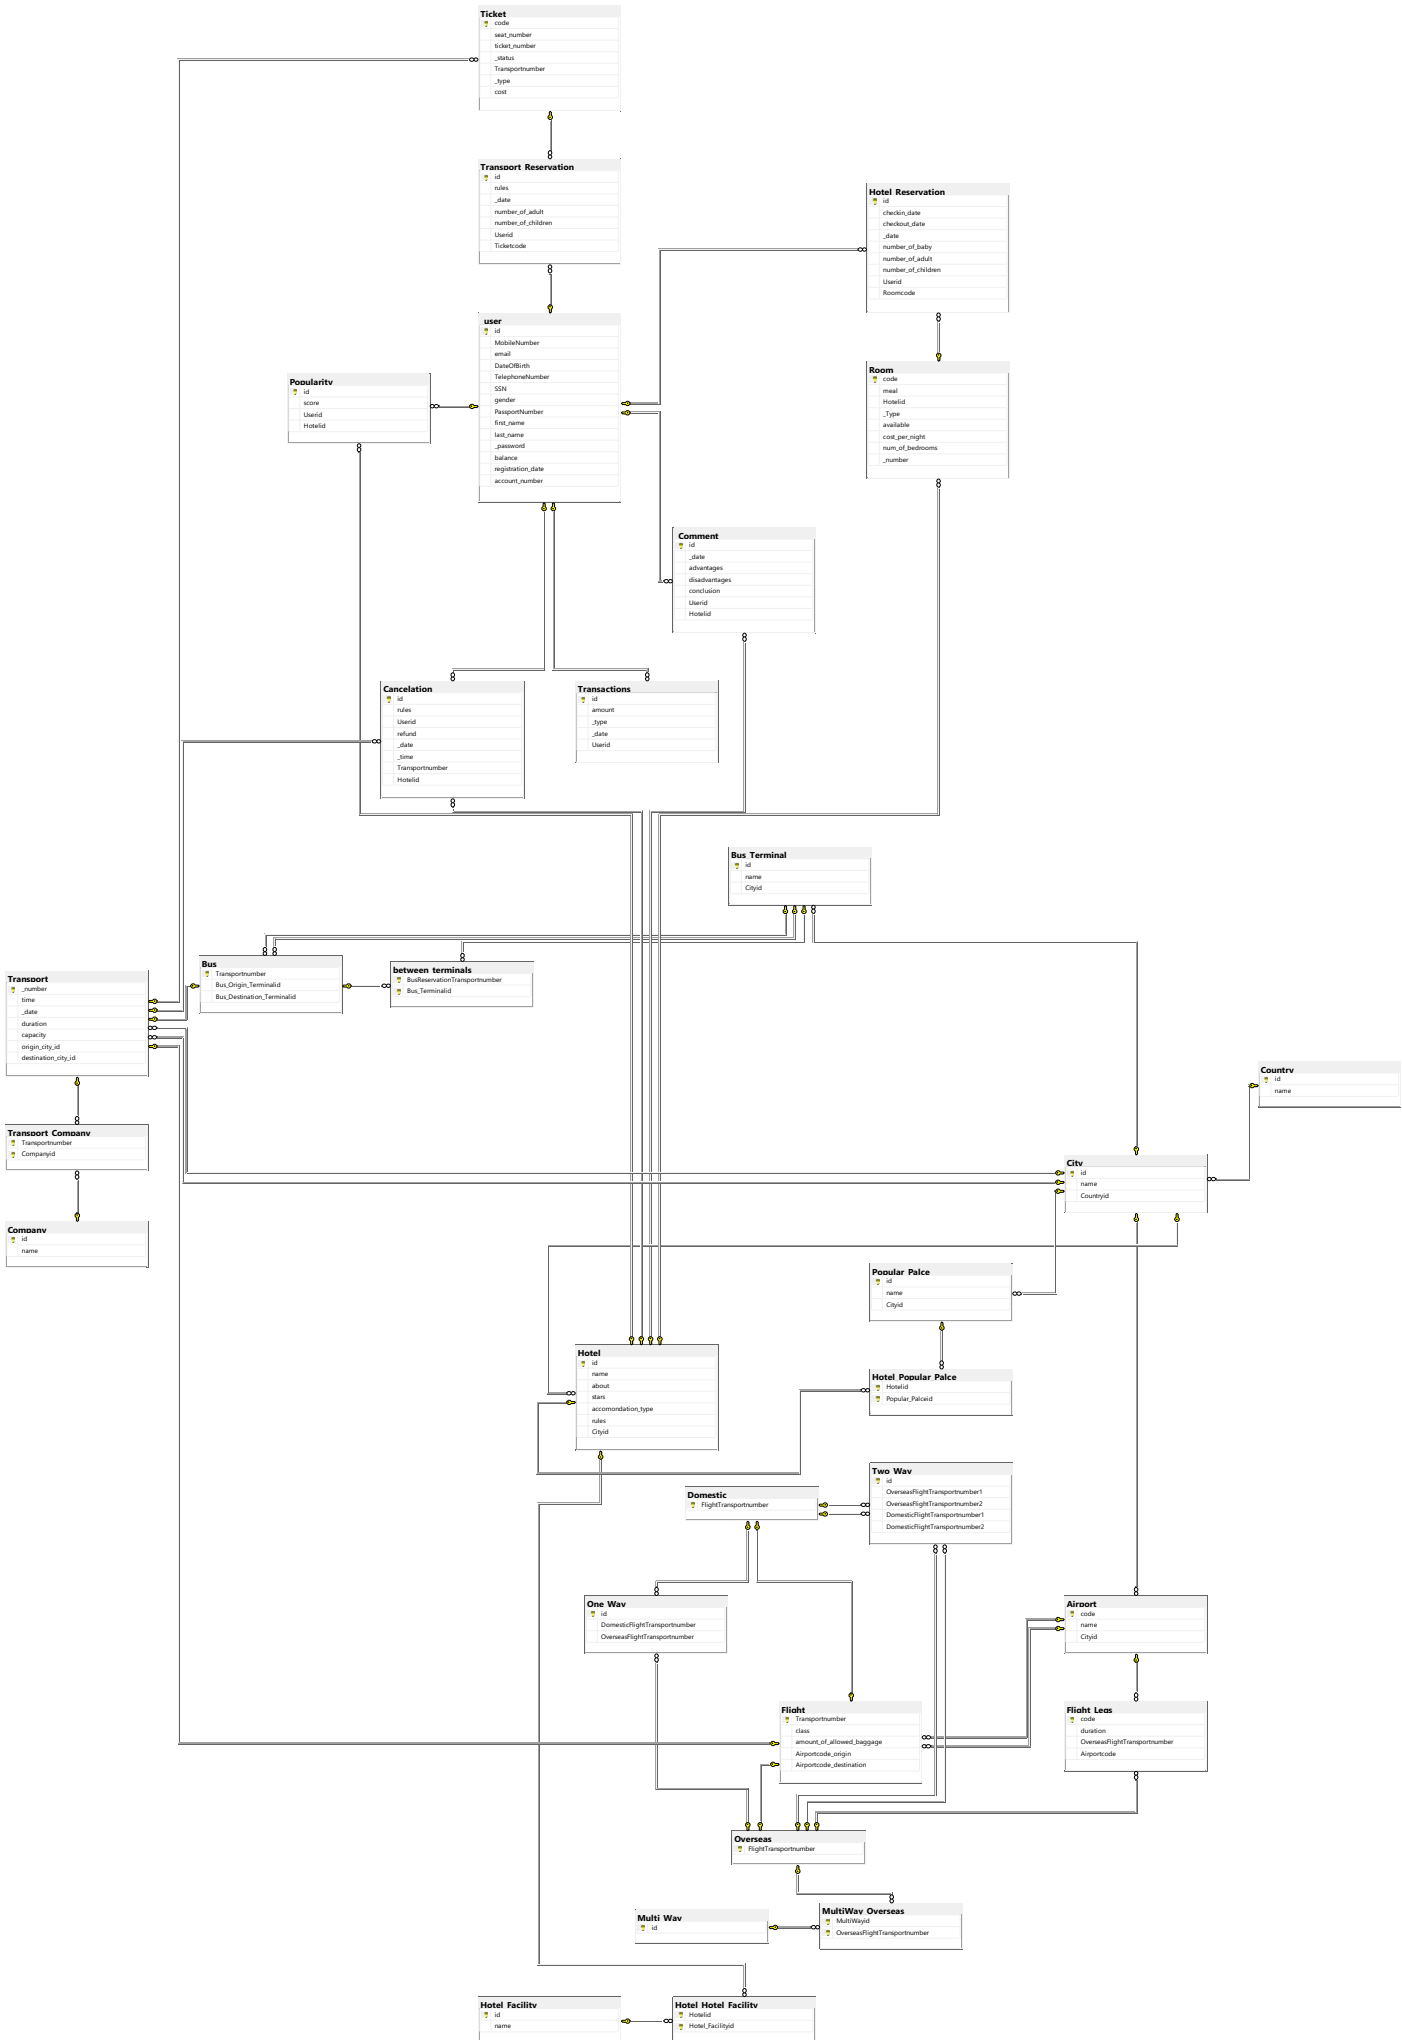 Ticket
code
seat_number
ticket_number
_status
Transportnumber
_type
cost
Transport_Reservation
id
rules
_date
number_of_adult
number_of_children
Userid
Ticketcode
Hotel_Reservation
id
checkin_date
checkout_date
_date
number_of_baby
number_of_adult
number_of_children
Userid
Roomcode
_user
id
MobileNumber
email
DateOfBirth
TelephoneNumber
SSN
gender
PassportNumber
first_name
last_name
_password
balance
registration_date
account_number
Popularity
id
score
Userid
Hotelid
Room
code
meal
Hotelid
_Type
available
cost_per_night
num_of_bedrooms
_number
_Comment
id
_date
advantages
disadvantages
conclusion
Userid
Hotelid
Cancelation
id
rules
Userid
refund
_date
_time
Transportnumber
Hotelid
Transactions
id
amount
_type
_date
Userid
Bus_Terminal
id
name
Cityid
Bus
Transportnumber
Bus_Origin_Terminalid
Bus_Destination_Terminalid
between_terminals
BusReservationTransportnumber
Bus_Terminalid
Transport
_number
time
_date
duration
capacity
origin_city_id
destination_city_id
Country
id
name
Transport_Company
Transportnumber
Companyid
City
id
name
Countryid
Company
id
name
Popular_Palce
id
name
Cityid
Hotel
id
name
about
stars
accomondation_type
rules
Cityid
Hotel_Popular_Palce
Hotelid
Popular_Palceid
Two_Way
id
OverseasFlightTransportnumber1
OverseasFlightTransportnumber2
DomesticFlightTransportnumber1
DomesticFlightTransportnumber2
Domestic
FlightTransportnumber
One_Way
id
DomesticFlightTransportnumber
OverseasFlightTransportnumber
Airport
code
name
Cityid
Flight
Transportnumber
class
amount_of_allowed_baggage
Airportcode_origin
Airportcode_destination
Flight_Legs
code
duration
OverseasFlightTransportnumber
Airportcode
Overseas
FlightTransportnumber
Multi_Way
id
MultiWay_Overseas
MultiWayid
OverseasFlightTransportnumber
Hotel_Facility
id
name
Hotel_Hotel_Facility
Hotelid
Hotel_Facilityid